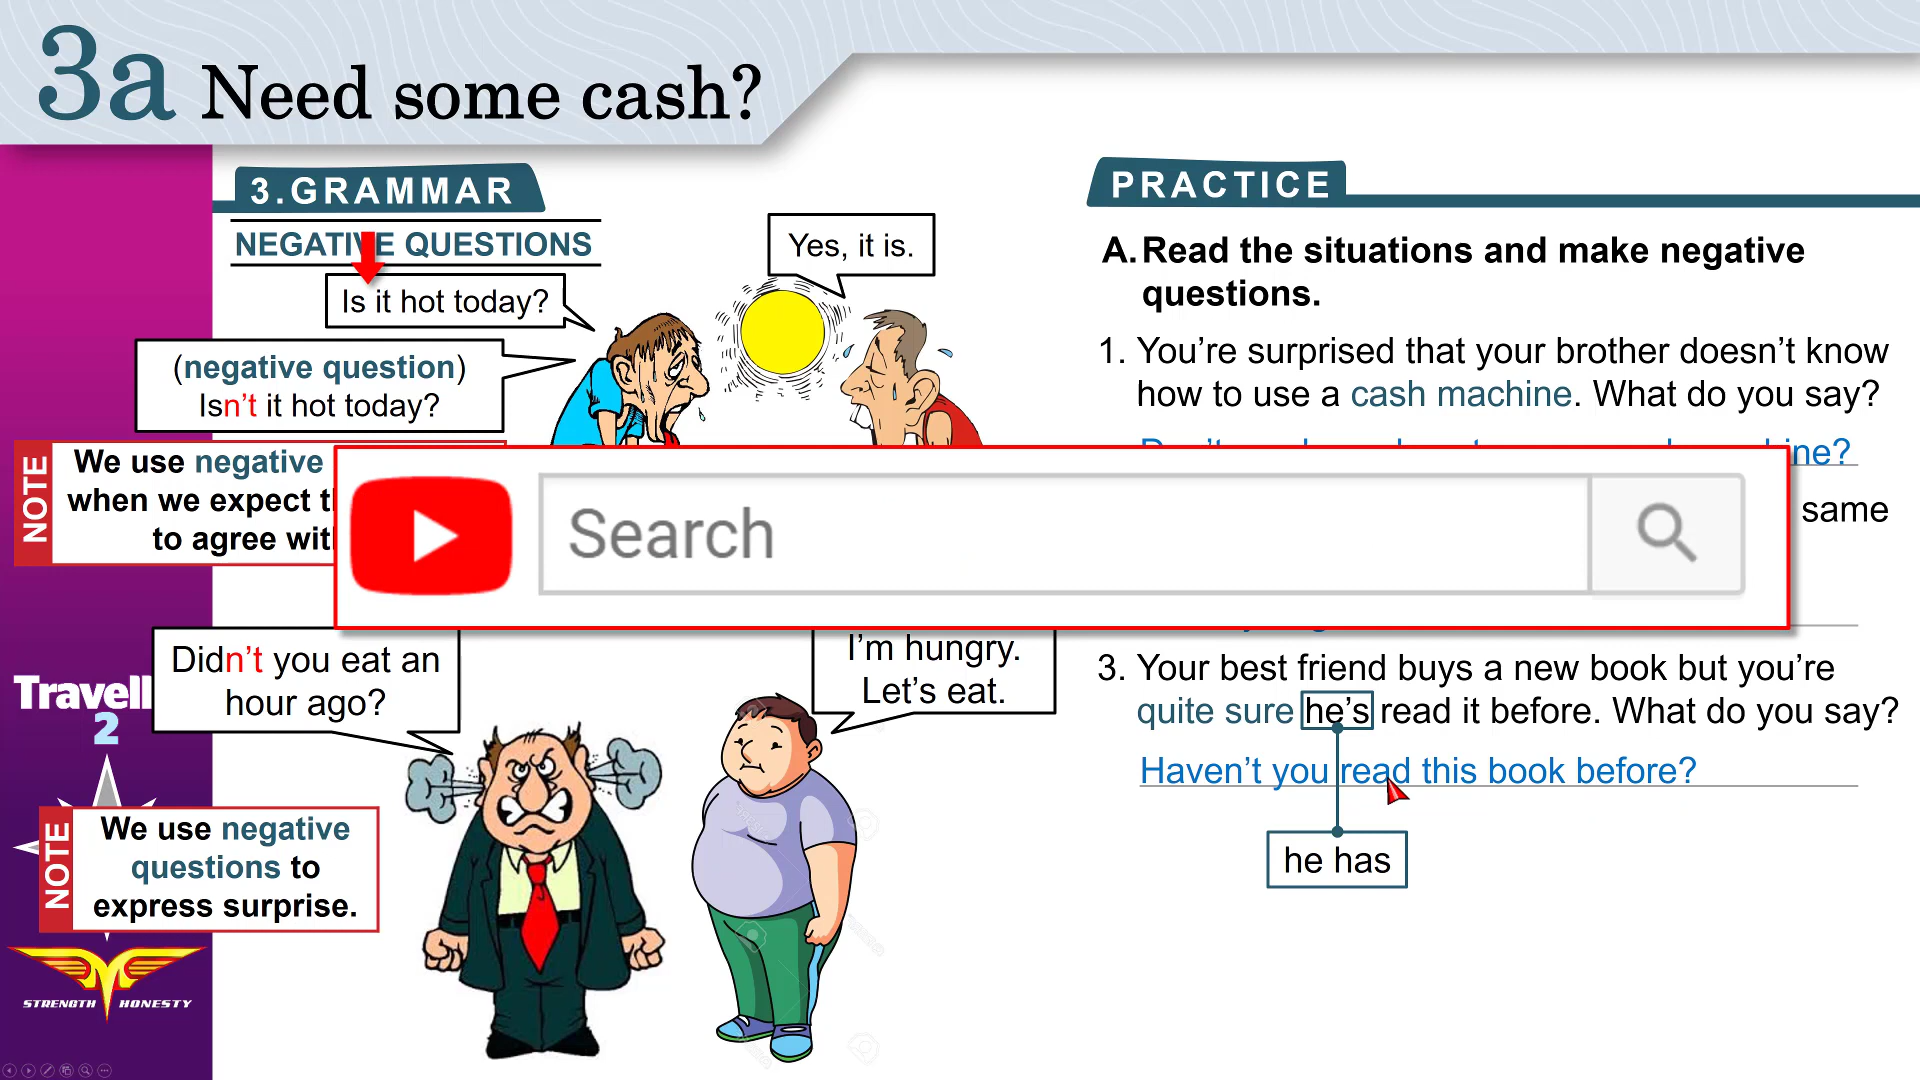 3a Need some cash?
3.GRAMMAR
NEGATIVE QUESTIONS
Is it hot today?
Yes, it is.
(negative question)
Isn't it hot today?
NOTE
We use negative
when we expect
to agree
Didn't you eat an
hour ago?
I'm hungry.
Let's eat.
Travell
2
NOTE
We use negative
questions to
express surprise.
STRENGTH HONESTY
Search
PRACTICE
A. Read the situations and make negative
questions.
1. You're surprised that your brother doesn't know
how to use a cash machine. What do you say?
same
3. Your best friend buys a new book but you're
quite sure he's read it before. What do you say?
Haven't you read this book before?
he has